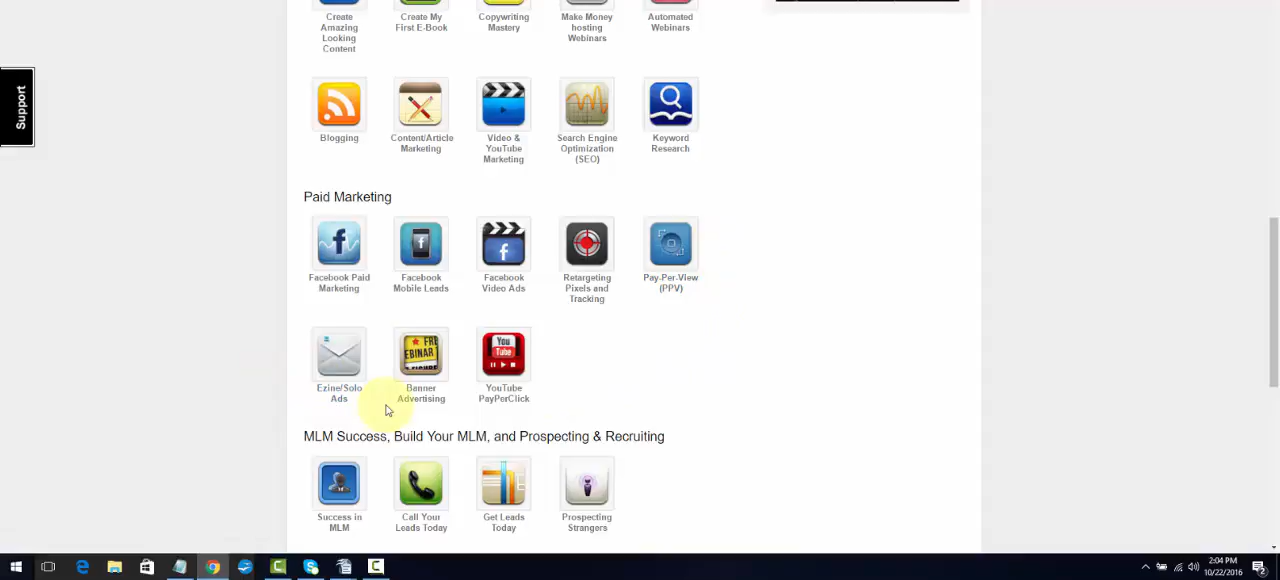 Create
Amazing
Looking
Content
Create My
First E-Book
Copywriting
Mastery
Make Money
hosting
Webinars
Automated
Webinars
Support
Blogging
Content/Article
Marketing
Video &
YouTube
Marketing
Search Engine
Optimization
(SEO)
Keyword
Research
Paid Marketing
Facebook Paid
Marketing
Facebook
Mobile Leads
Facebook
Video Ads
Retargeting
Pixels and
Tracking
Pay-Per-View
(PPV)
FRE
EBINAR
You
Tube
Ezine/Solo
Ads
Banner
Advertising
YouTube
PayPerClick
MLM Success, Build Your MLM, and Prospecting & Recruiting
Success in
MLM
Call Your
Leads Today
Get Leads
Today
Prospecting
Strangers
2:04 PM
10/22/2016